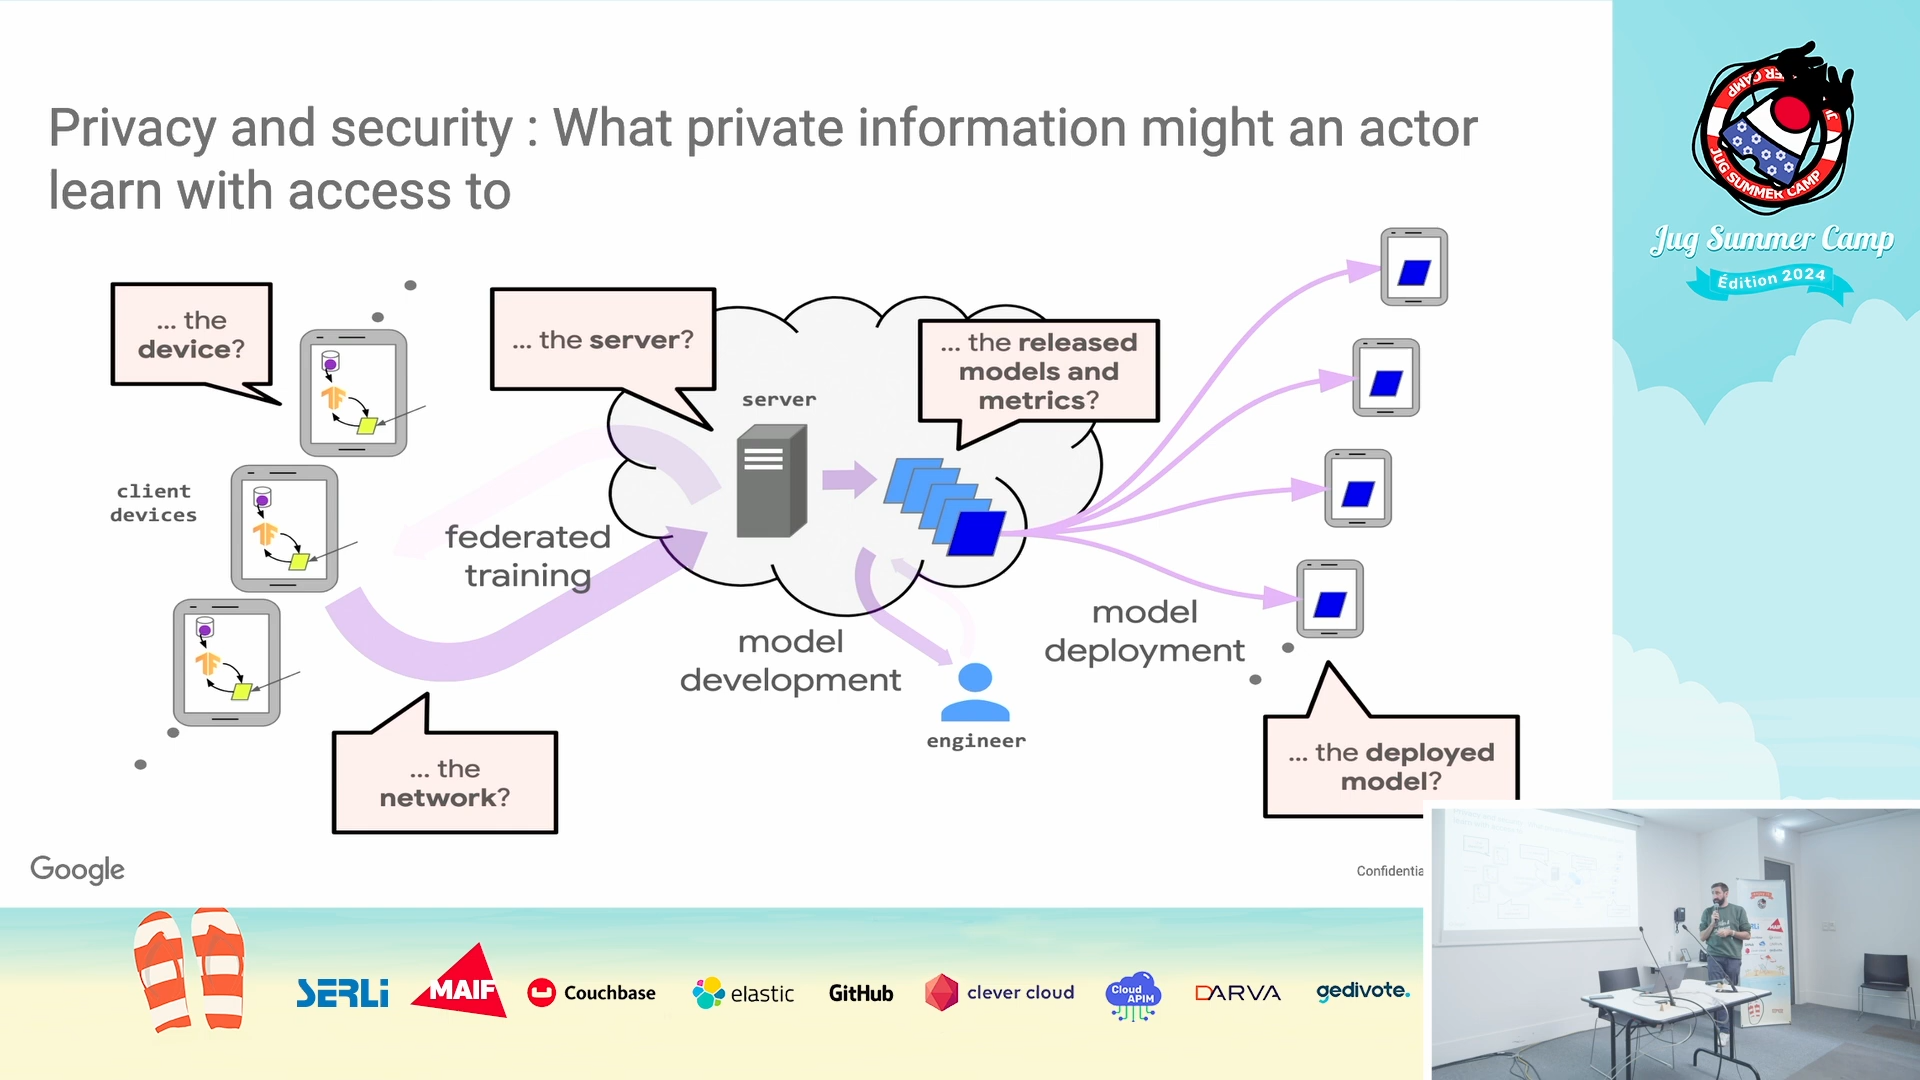 Privacy and security : What private information might an actor
learn with access to
... the
device?
... the server?
... the released
models and
metrics?
server
client
devices
federated
training
model
development
model
deployment
engineer
... the
network?
... the deployed
model?
Google
Confidentia
JUG SUMMER CAMP
Jug Summer Camp
Édition 2024
SERLi
MAIF
Couchbase
elastic
GitHub
clever cloud
Cloud
APIM
DARVA
gedivote.